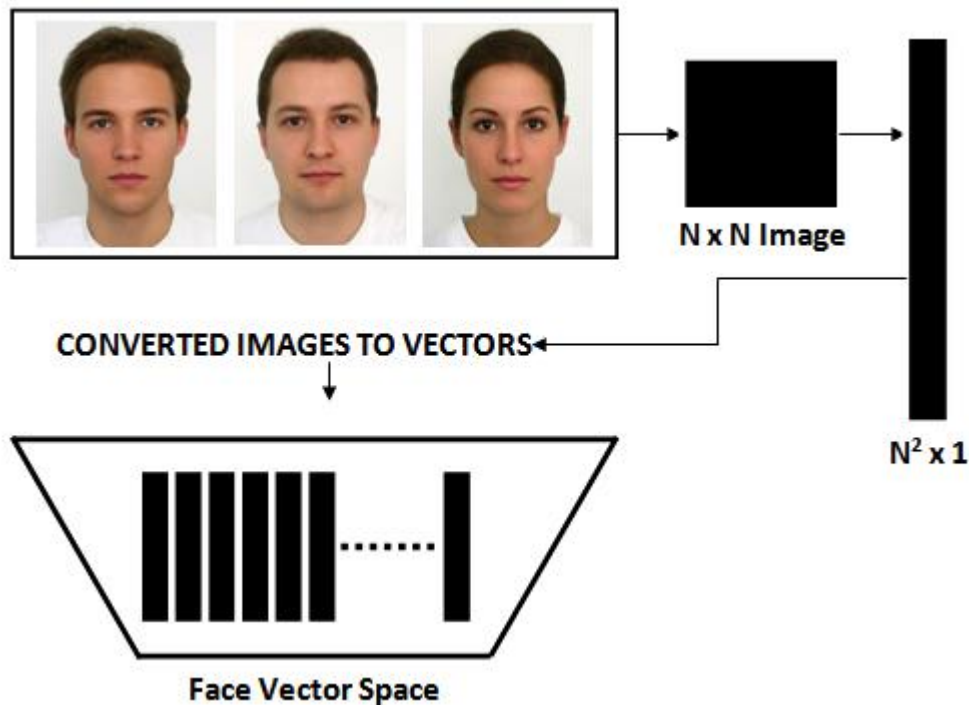 N x N Image
CONVERTED IMAGES TO VECTORS
N² x 1
Face Vector Space